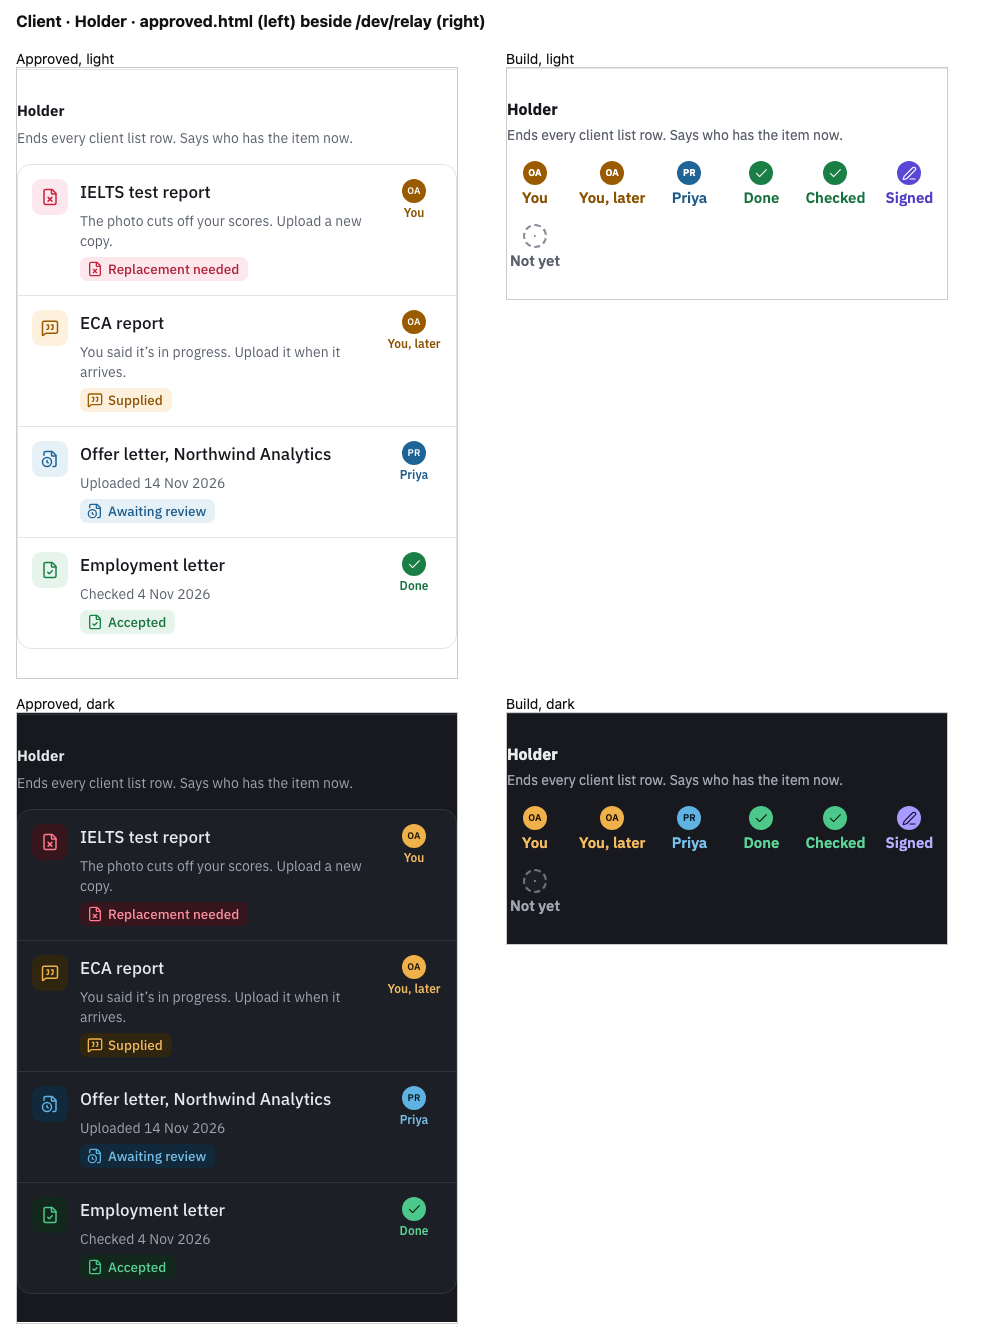 Client · Holder · approved.html (left) beside /dev/relay (right)
Approved, light
Holder
Ends every client list row. Says who has the item now.
IELTS test report
OA
You
The photo cuts off your scores. Upload a new
copy.
Replacement needed
ECA report
OA
You, later
You said it’s in progress. Upload it when it
arrives.
Supplied
Offer letter, Northwind Analytics
PR
Priya
Uploaded 14 Nov 2026
Awaiting review
Employment letter
Done
Checked 4 Nov 2026
Accepted
Build, light
Holder
Ends every client list row. Says who has the item now.
OA OA PR
You You, later Priya Done Checked Signed
Not yet
Approved, dark
Holder
Ends every client list row. Says who has the item now.
IELTS test report
OA
You
The photo cuts off your scores. Upload a new
copy.
Replacement needed
ECA report
OA
You, later
You said it’s in progress. Upload it when it
arrives.
Supplied
Offer letter, Northwind Analytics
PR
Priya
Uploaded 14 Nov 2026
Awaiting review
Employment letter
Done
Checked 4 Nov 2026
Accepted
Build, dark
Holder
Ends every client list row. Says who has the item now.
OA OA PR
You You, later Priya Done Checked Signed
Not yet